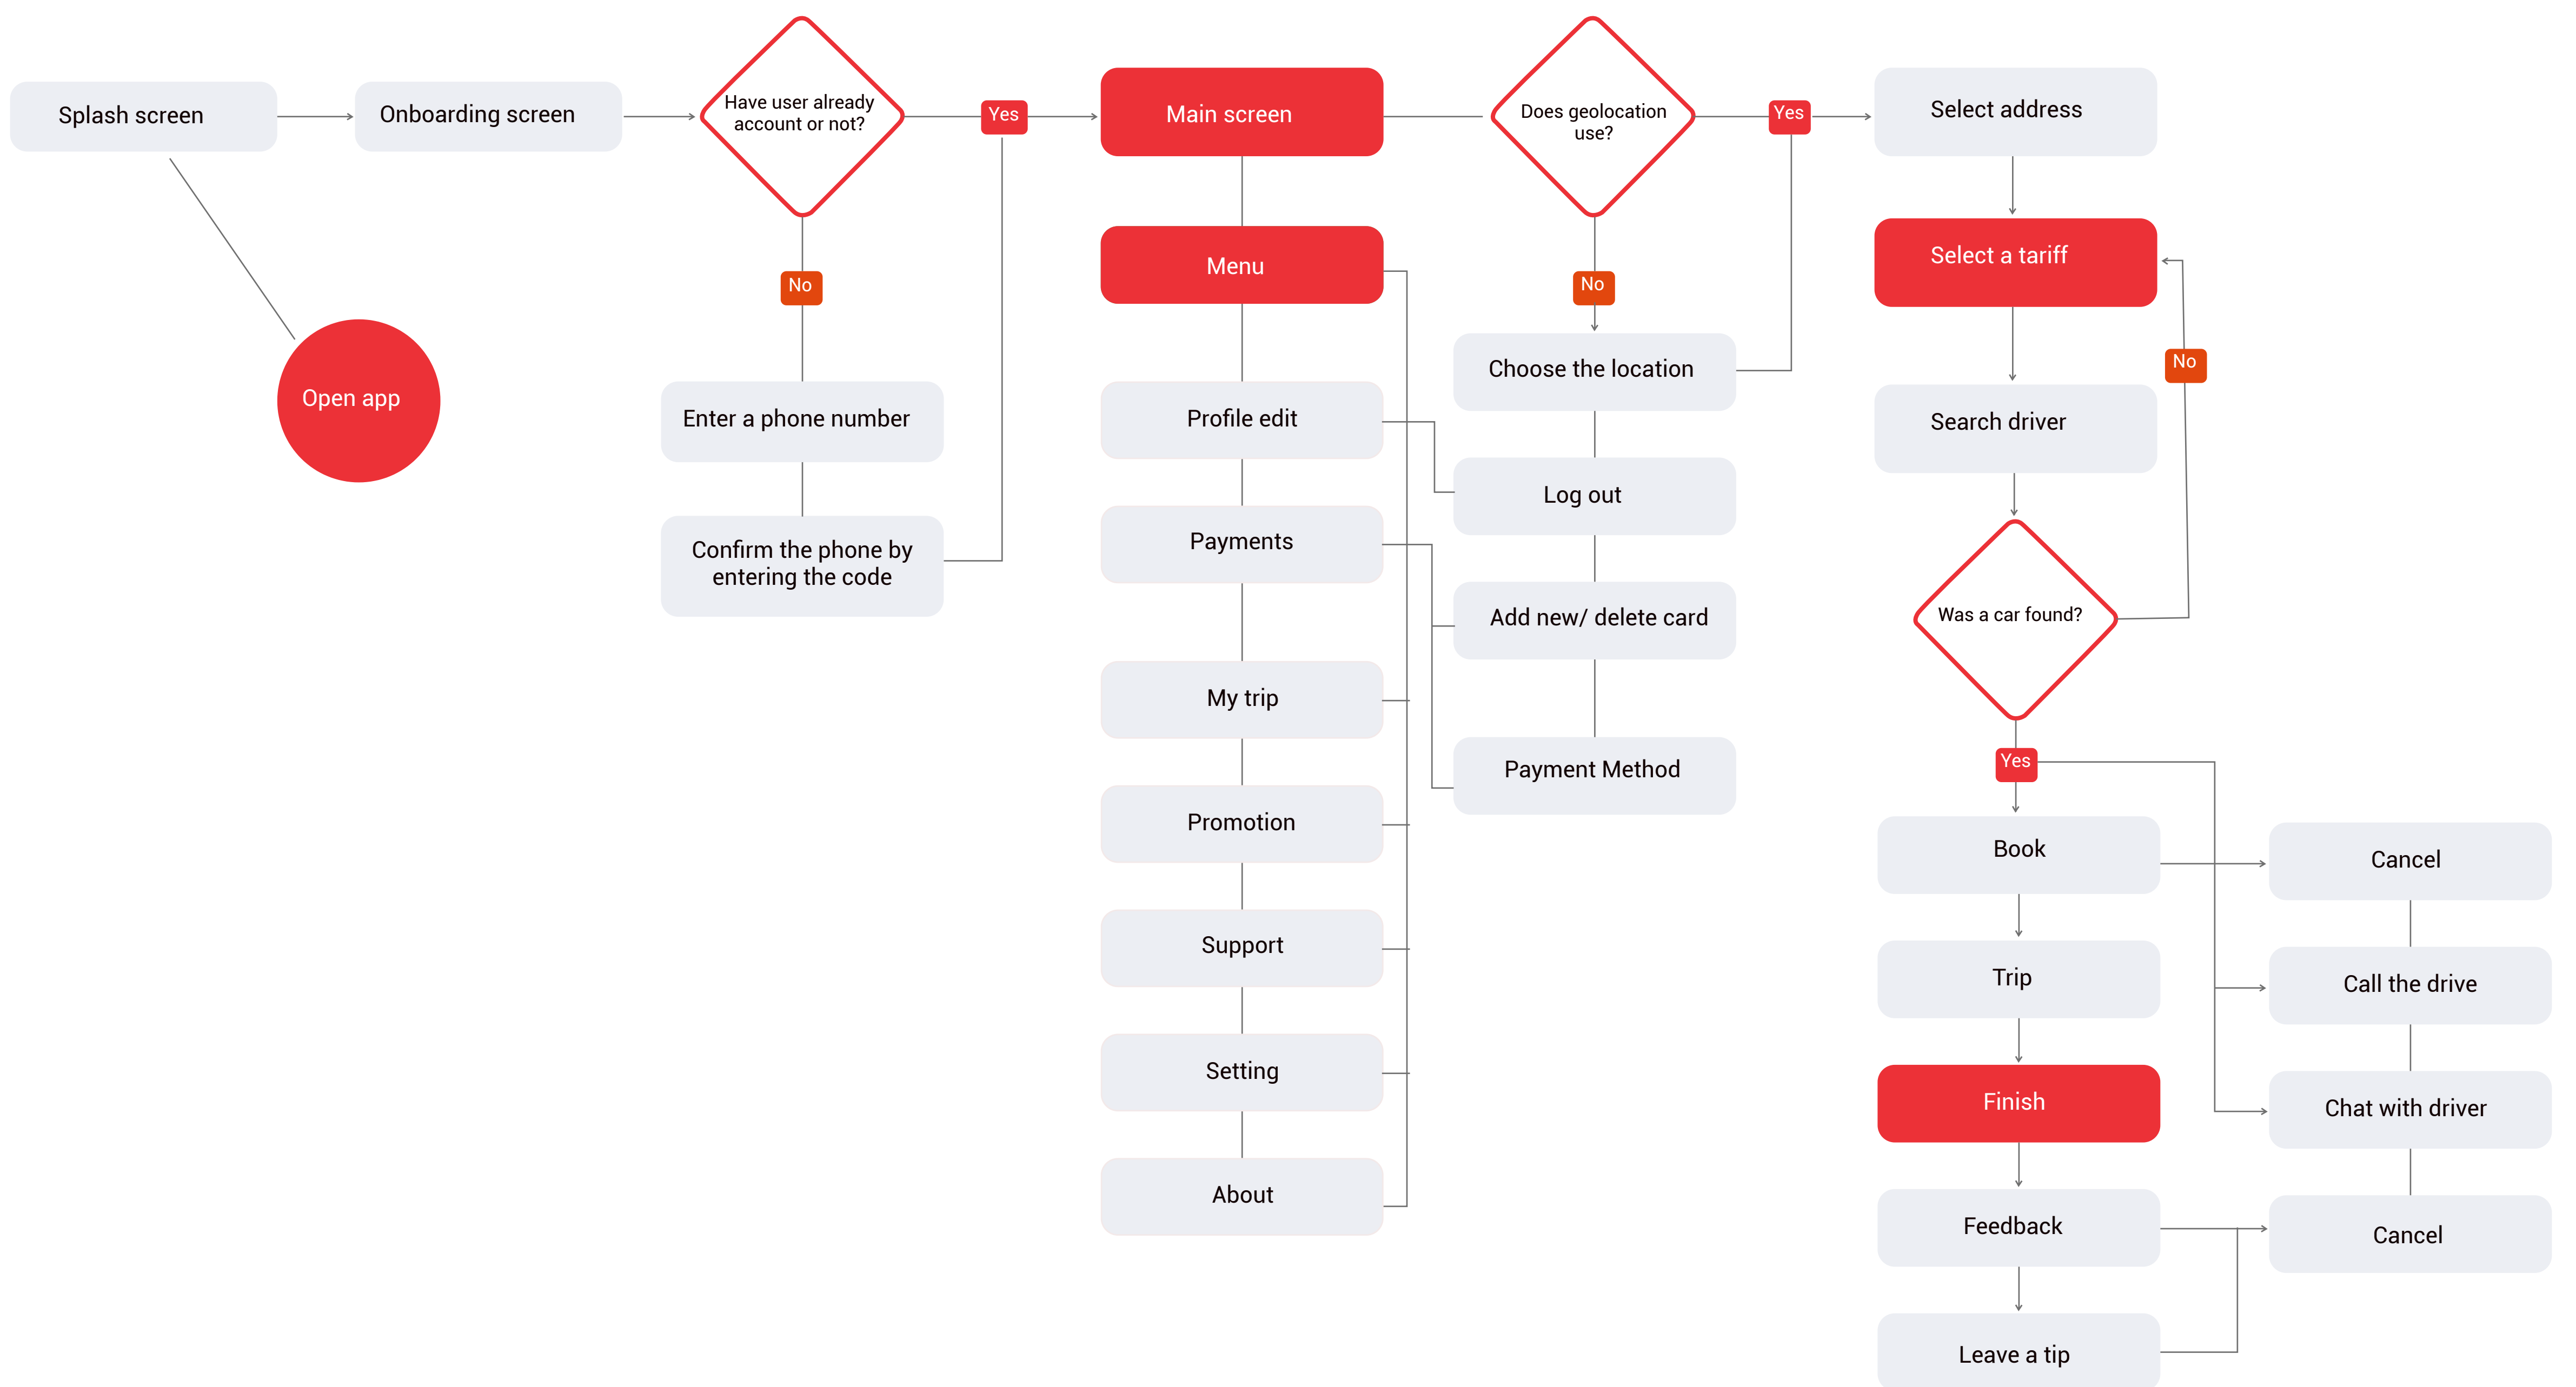 Splash screen
Onboarding screen
Have user already
account or not?
Yes
Main screen
Does geolocation
use?
Yes
Select address
Open app
No
Enter a phone number
Confirm the phone by
entering the code
Menu
Profile edit
Payments
My trip
Promotion
Support
Setting
About
No
Choose the location
Log out
Add new/ delete card
Payment Method
Select a tariff
No
Search driver
Was a car found?
Yes
Book
Trip
Finish
Feedback
Leave a tip
Cancel
Call the drive
Chat with driver
Cancel